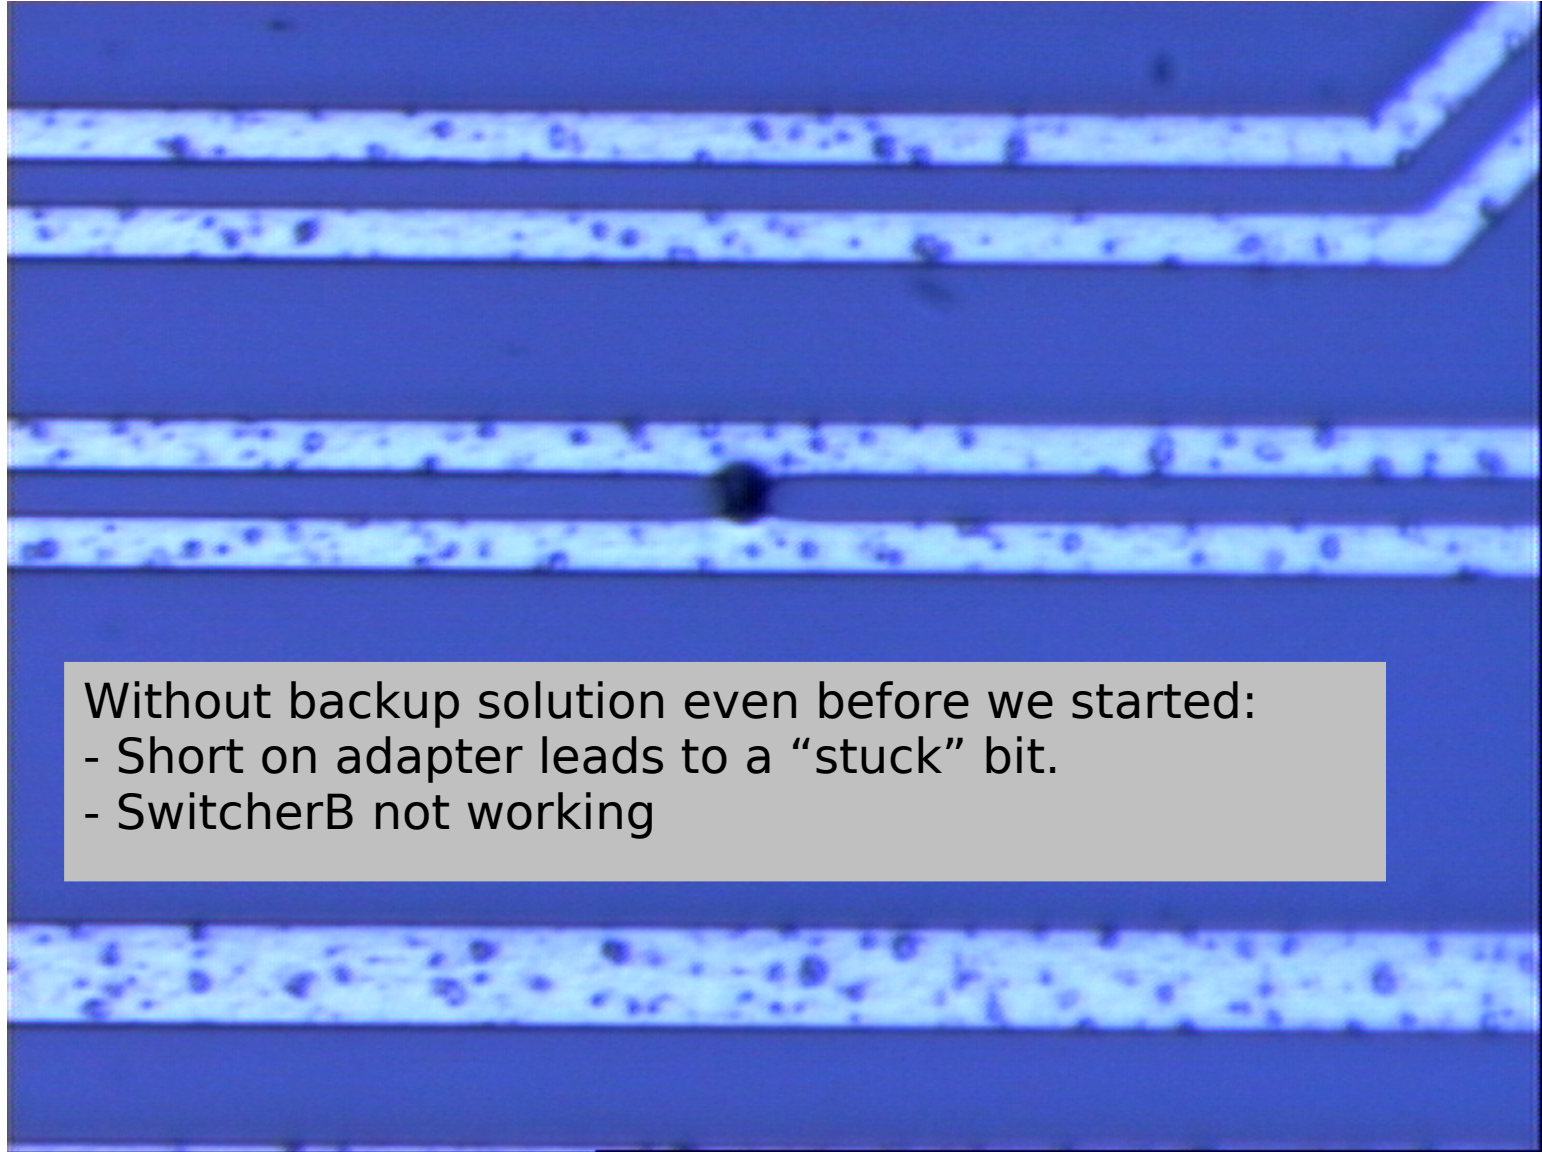 Without backup solution even before we started:
- Short on adapter leads to a “stuck” bit.
- SwitcherB not working